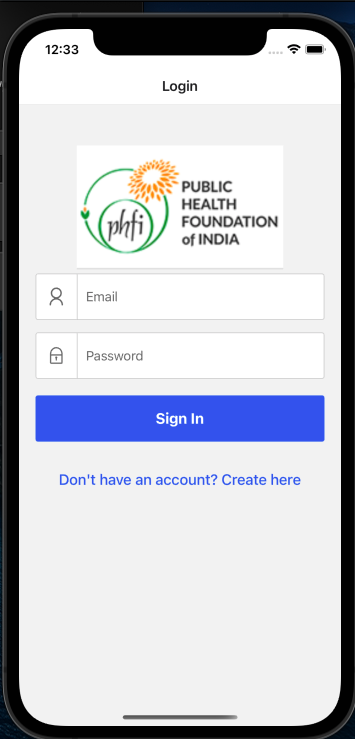 12:33
Login
phfi
PUBLIC
HEALTH
FOUNDATION
of INDIA
Email
Password
Sign In
Don't have an account? Create here